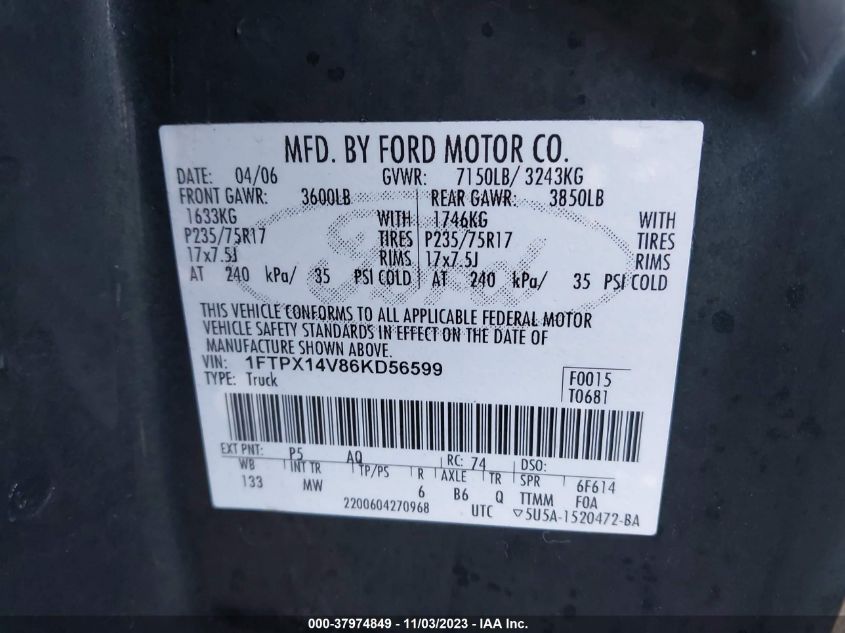 MFD. BY FORD MOTOR CO.
DATE: 04/06 GVWR: 7150LB/ 3243KG
FRONT GAWR: 3600LB REAR GAWR: 3850LB
1633KG WITH 1746KG WITH
P235/75R17 TIRES P235/75R17 TIRES
17x7.5J RIMS 17x7.5J RIMS
AT 240 kPa/ 35 PSI COLD AT 240 kPa/ 35 PSI COLD
Ford
THIS VEHICLE CONFORMS TO ALL APPLICABLE FEDERAL MOTOR
VEHICLE SAFETY STANDARDS IN EFFECT ON THE DATE OF
MANUFACTURE SHOWN ABOVE.
VIN: 1FTPX14V86KD56599
TYPE: Truck
F0015
T0681
EXT PNT: P5 AQ RC: 74 DSO:
WB INT TR TP/PS R AXLE TR SPR 6F614
133 MW 6 B6 Q TTMM F0A
2200604270968 UTC ▽5U5A-1520472-BA
000-37974849 - 11/03/2023 - IAA Inc.